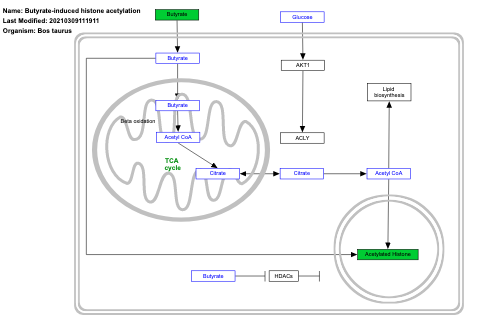 Name: Butyrate-induced histone acetylation
Last Modified: 20210309111911
Organism: Bos taurus
Butyrate
Glucose
Butyrate
AKT1
Lipid
biosynthesis
Butyrate
Beta oxidation
Acetyl CoA
ACLY
TCA
cycle
Citrate
Citrate
Acetyl CoA
Acetylated Histone
Butyrate
HDACs